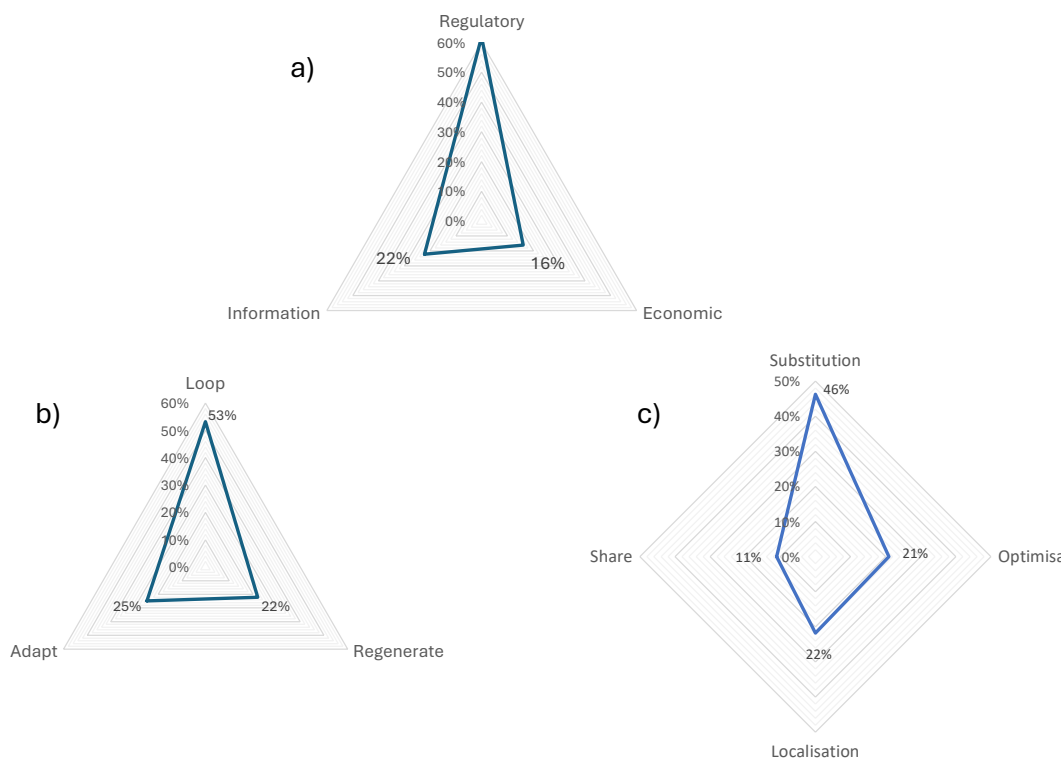 Regulatory
a)
60%
50%
40%
30%
20%
10%
0%
22%
16%
Information
Economic
b)
Loop
60%
53%
50%
40%
30%
20%
10%
0%
25%
22%
Adapt
Regenerate
c)
Substitution
50%
46%
40%
30%
20%
10%
0%
11%
21%
Share
Optimisa
22%
Localisation